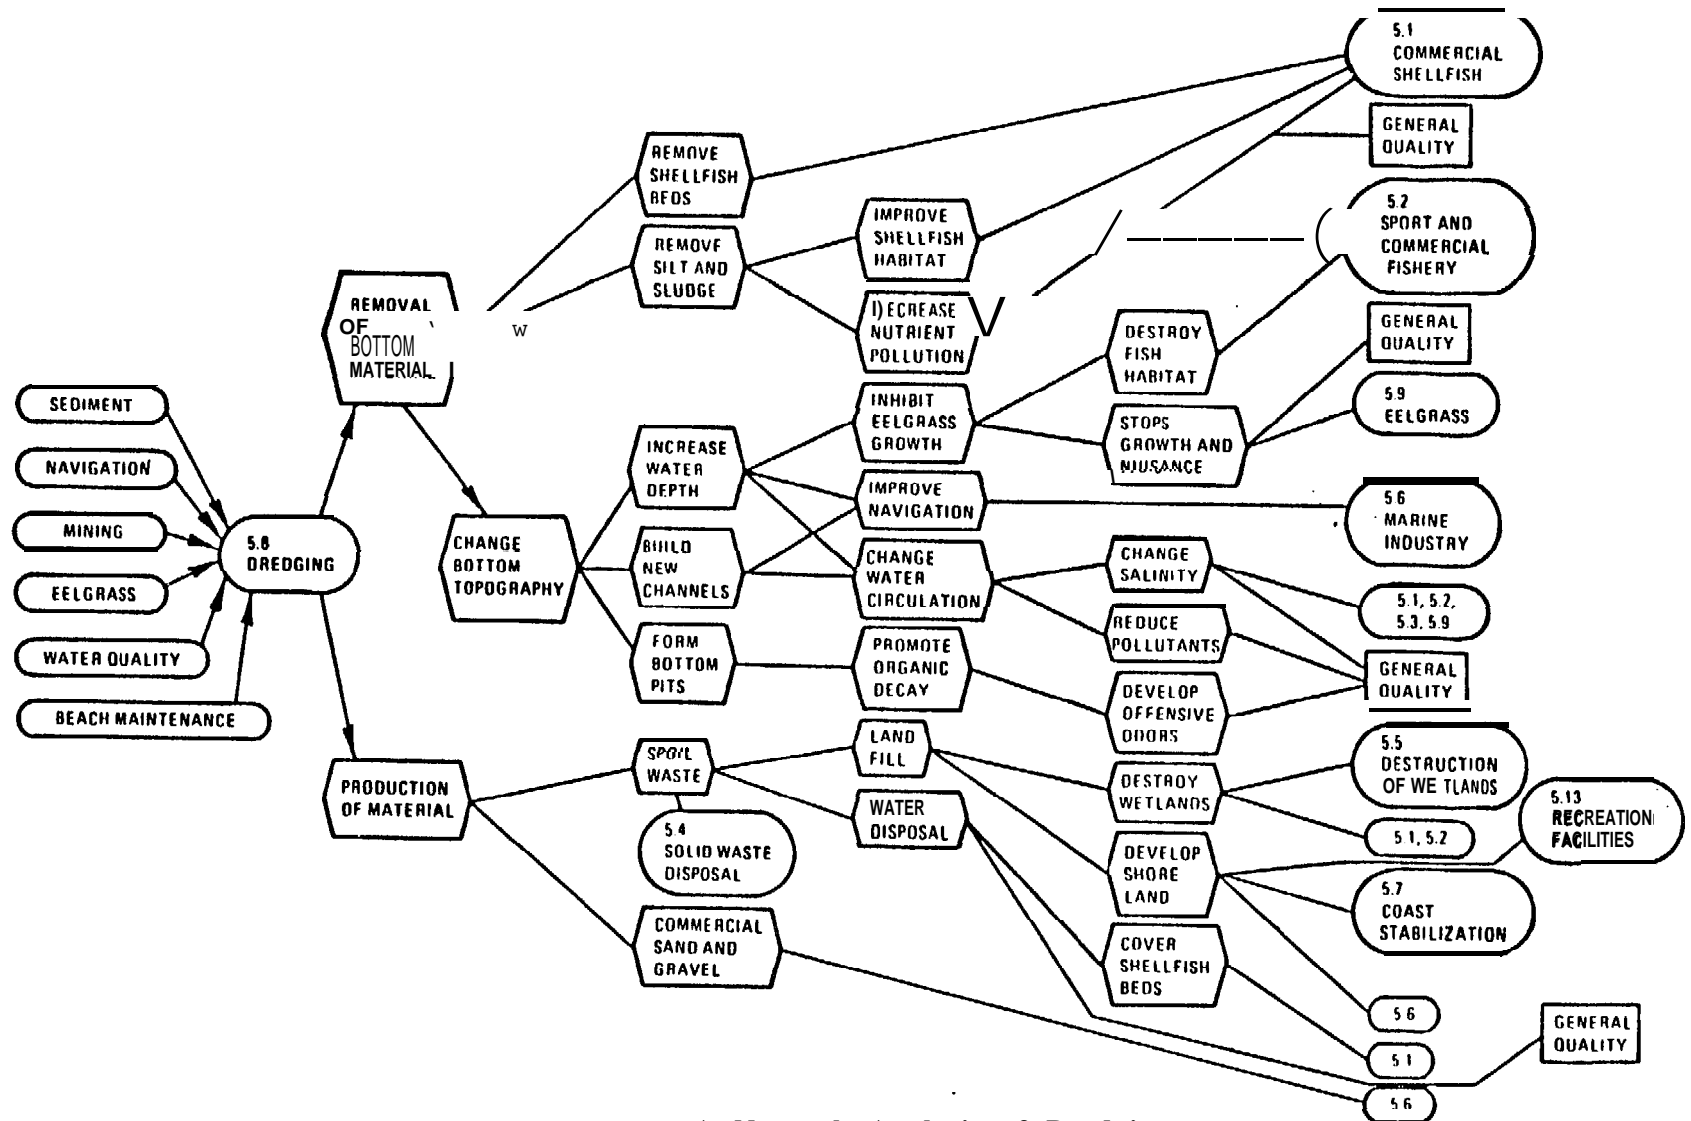 SEDIMENT
NAVIGATION
MINING
EELGRASS
WATER QUALITY
BEACH MAINTENANCE
5.8
DREDGING
REMOVAL
OF
BOTTOM
MATERIAL
w
CHANGE
BOTTOM
TOPOGRAPHY
PRODUCTION
OF MATERIAL
REMOVE
SHELLFISH
BEDS
REMOVE
SILT AND
SLUDGE
INCREASE
WATER
DEPTH
BUILD
NEW
CHANNELS
FORM
BOTTOM
PITS
SPOIL
WASTE
5.4
SOLID WASTE
DISPOSAL
COMMERCIAL
SAND AND
GRAVEL
IMPROVE
SHELLFISH
HABITAT
I)ECREASE
NUTRIENT
POLLUTION
INHIBIT
EELGRASS
GROWTH
IMPROVE
NAVIGATION
CHANGE
WATER
CIRCULATION
PROMOTE
ORGANIC
DECAY
LAND
FILL
WATER
DISPOSAL
DESTROY
FISH
HABITAT
STOPS
GROWTH AND
NIUSANCE
CHANGE
SALINITY
REDUCE
POLLUTANTS
DEVELOP
OFFENSIVE
ODORS
DESTROY
WETLANDS
DEVELOP
SHORE
LAND
COVER
SHELLFISH
BEDS
5.1
COMMERCIAL
SHELLFISH
GENERAL
QUALITY
5.2
SPORT AND
COMMERCIAL
FISHERY
GENERAL
QUALITY
5.9
EELGRASS
5.6
MARINE
INDUSTRY
5.1, 5.2,
5.3, 5.9
GENERAL
QUALITY
5.5
DESTRUCTION
OF WE TLANDS
5.1, 5.2
5.13
RECREATION
FACILITIES
5.7
COAST
STABILIZATION
5 6
5 1
5 6
GENERAL
QUALITY